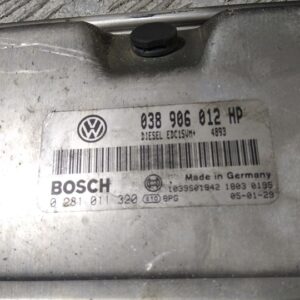 038 906 012 HP
DIESEL EDC15VM+ 4893
BOSCH
Made in Germany
1039S01942 1803 0199
0 281 011 320 BPG 05-01-29